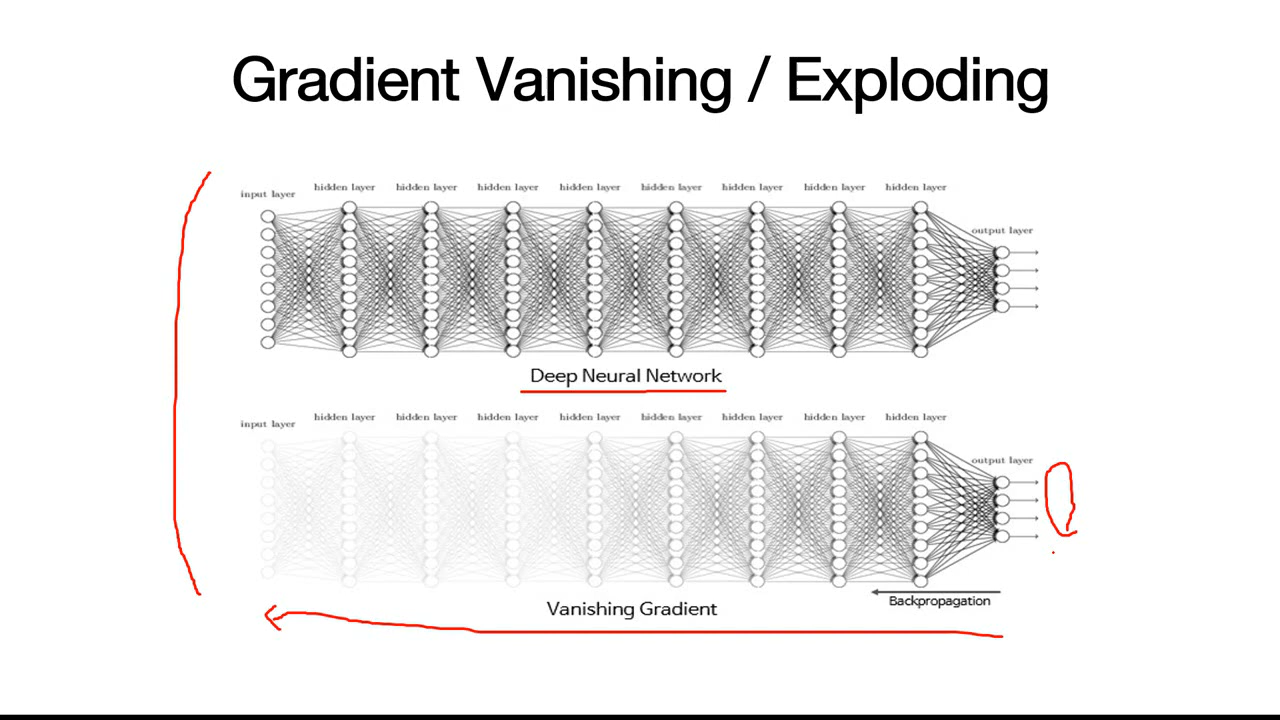 Gradient Vanishing / Exploding
input layer
hidden layer hidden layer hidden layer hidden layer hidden layer hidden layer hidden layer hidden layer
output layer
Deep Neural Network
input layer
hidden layer hidden layer hidden layer hidden layer hidden layer hidden layer hidden layer hidden layer
output layer
Backpropagation
Vanishing Gradient